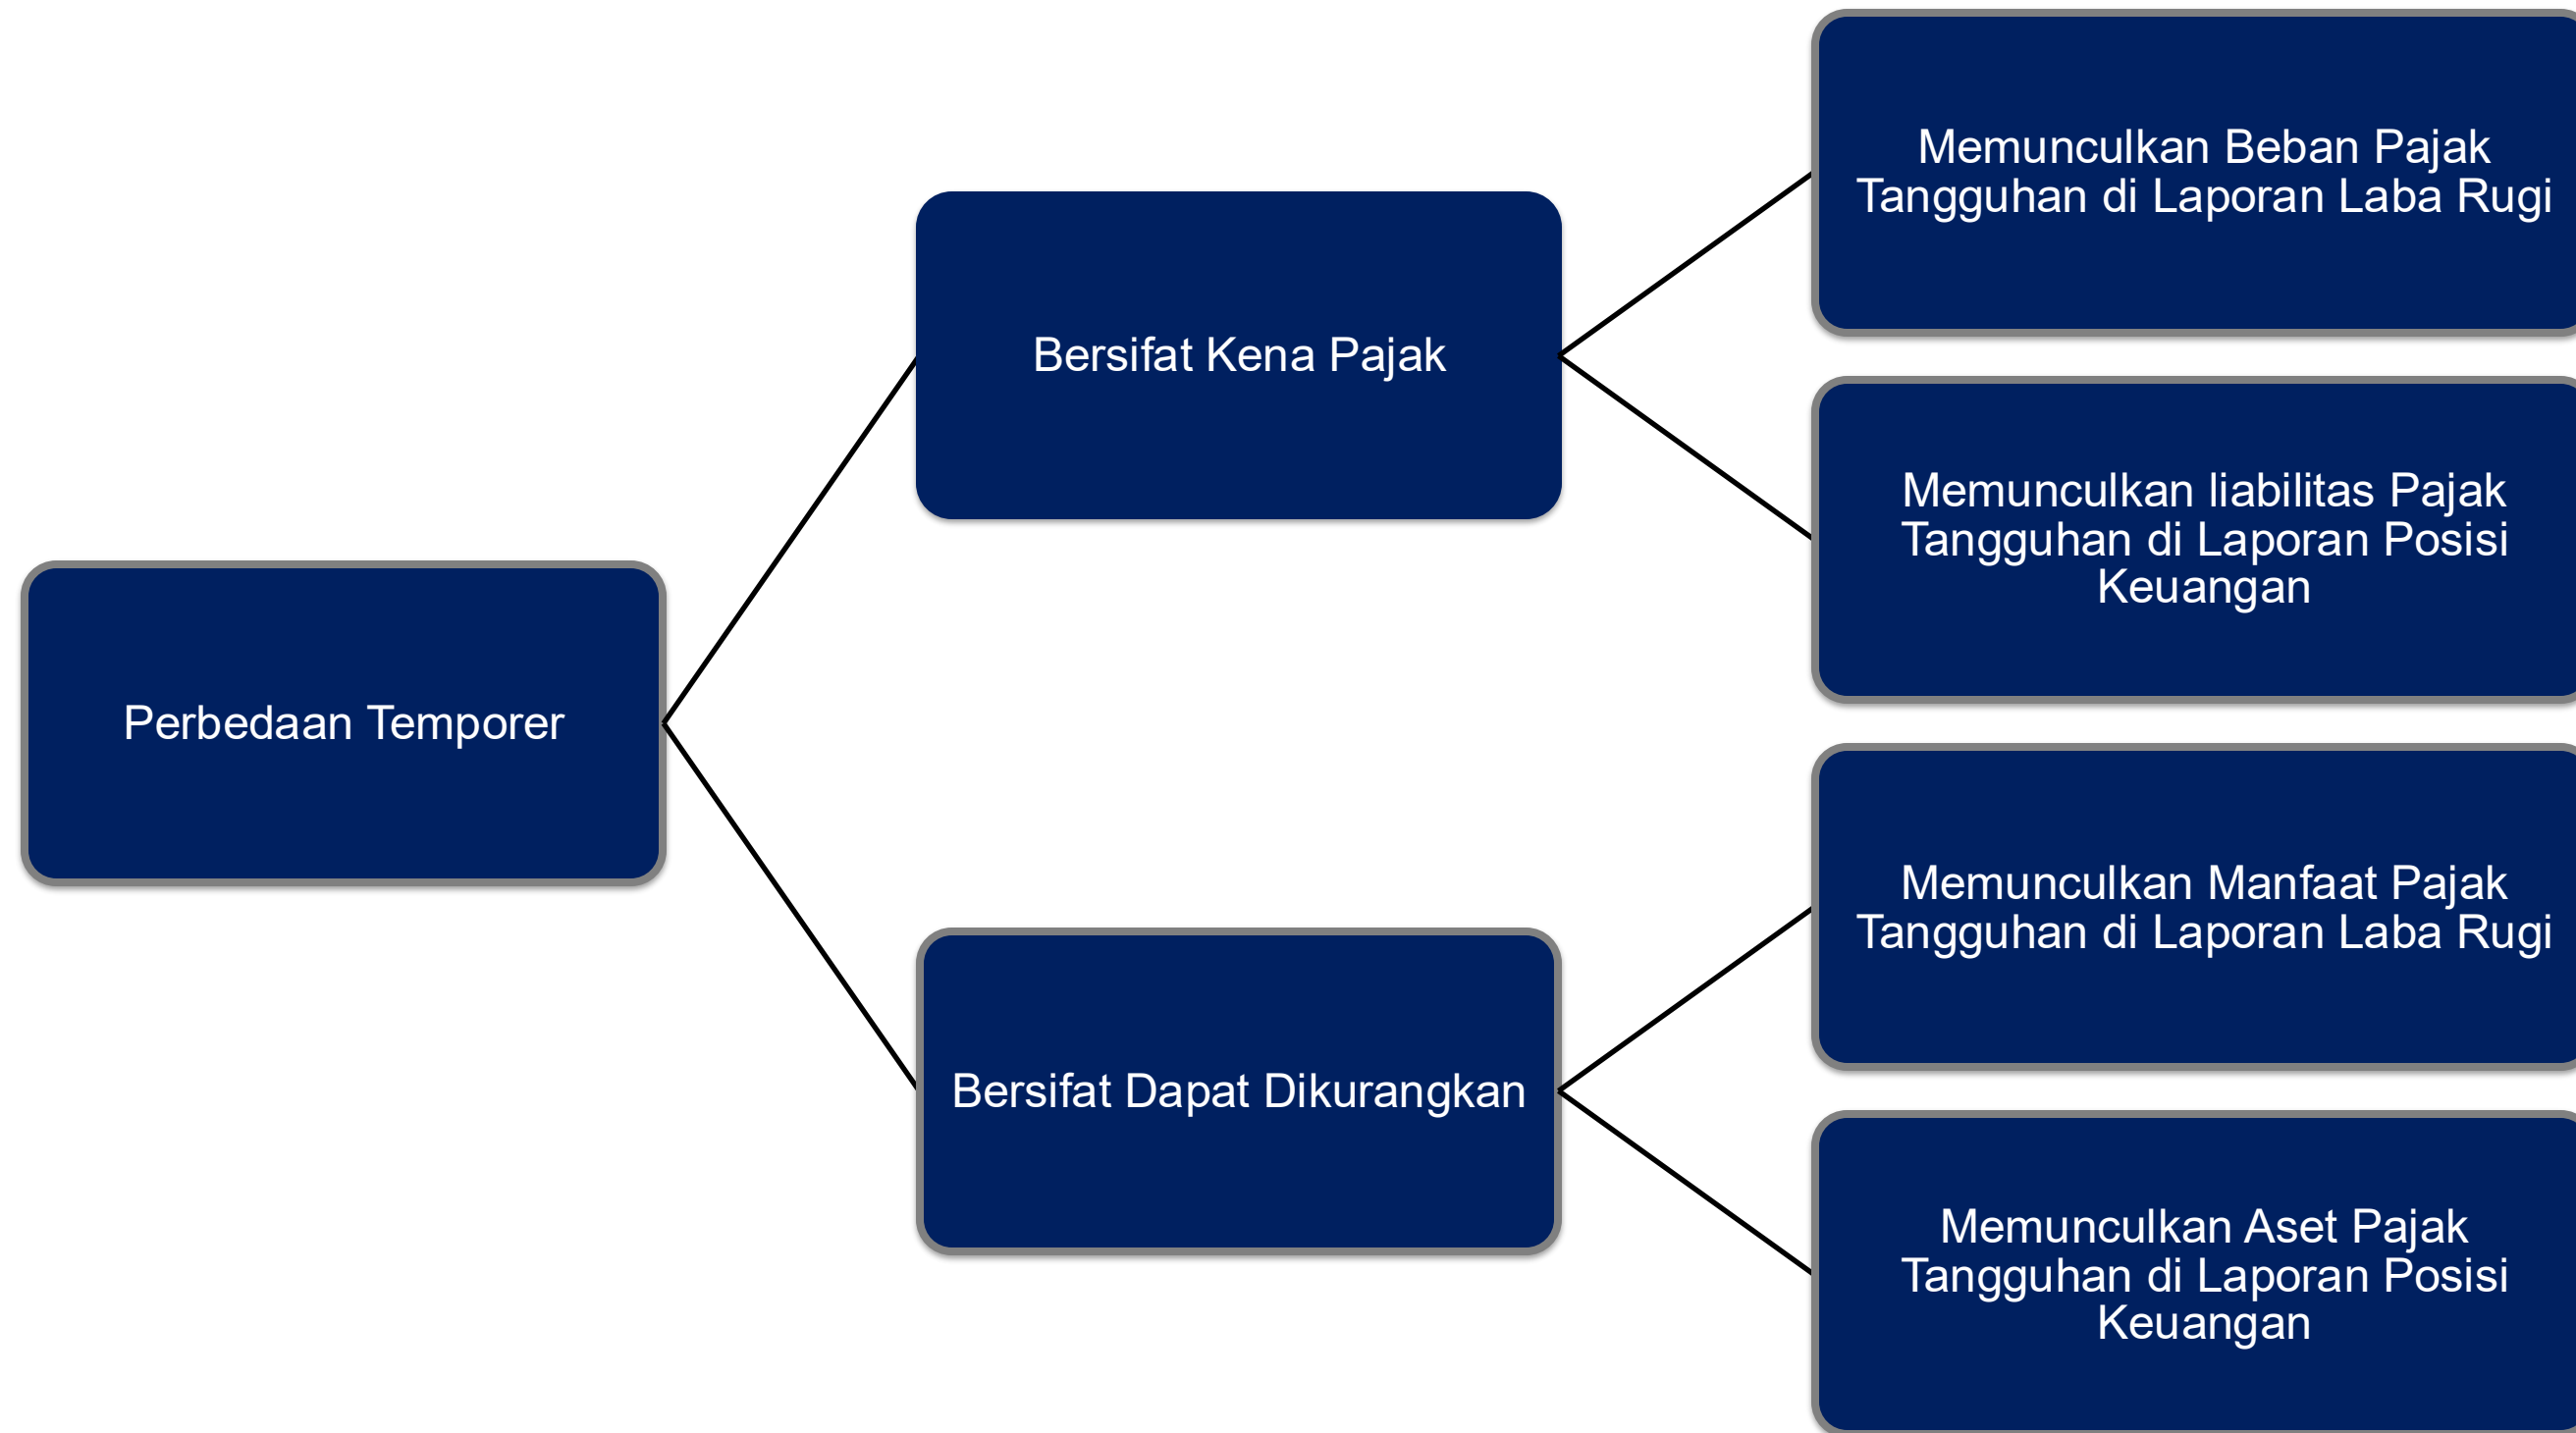 Perbedaan Temporer
Bersifat Kena Pajak
Memunculkan Beban Pajak
Tangguhan di Laporan Laba Rugi
Memunculkan liabilitas Pajak
Tangguhan di Laporan Posisi
Keuangan
Bersifat Dapat Dikurangkan
Memunculkan Manfaat Pajak
Tangguhan di Laporan Laba Rugi
Memunculkan Aset Pajak
Tangguhan di Laporan Posisi
Keuangan